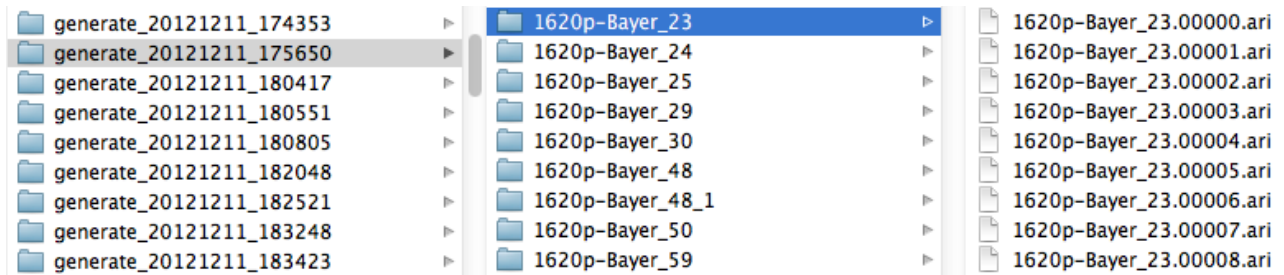 generate_20121211_174353
generate_20121211_175650
generate_20121211_180417
generate_20121211_180551
generate_20121211_180805
generate_20121211_182048
generate_20121211_182521
generate_20121211_183248
generate_20121211_183423
1620p-Bayer_23
1620p-Bayer_24
1620p-Bayer_25
1620p-Bayer_29
1620p-Bayer_30
1620p-Bayer_48
1620p-Bayer_48_1
1620p-Bayer_50
1620p-Bayer_59
1620p-Bayer_23.00000.ari
1620p-Bayer_23.00001.ari
1620p-Bayer_23.00002.ari
1620p-Bayer_23.00003.ari
1620p-Bayer_23.00004.ari
1620p-Bayer_23.00005.ari
1620p-Bayer_23.00006.ari
1620p-Bayer_23.00007.ari
1620p-Bayer_23.00008.ari